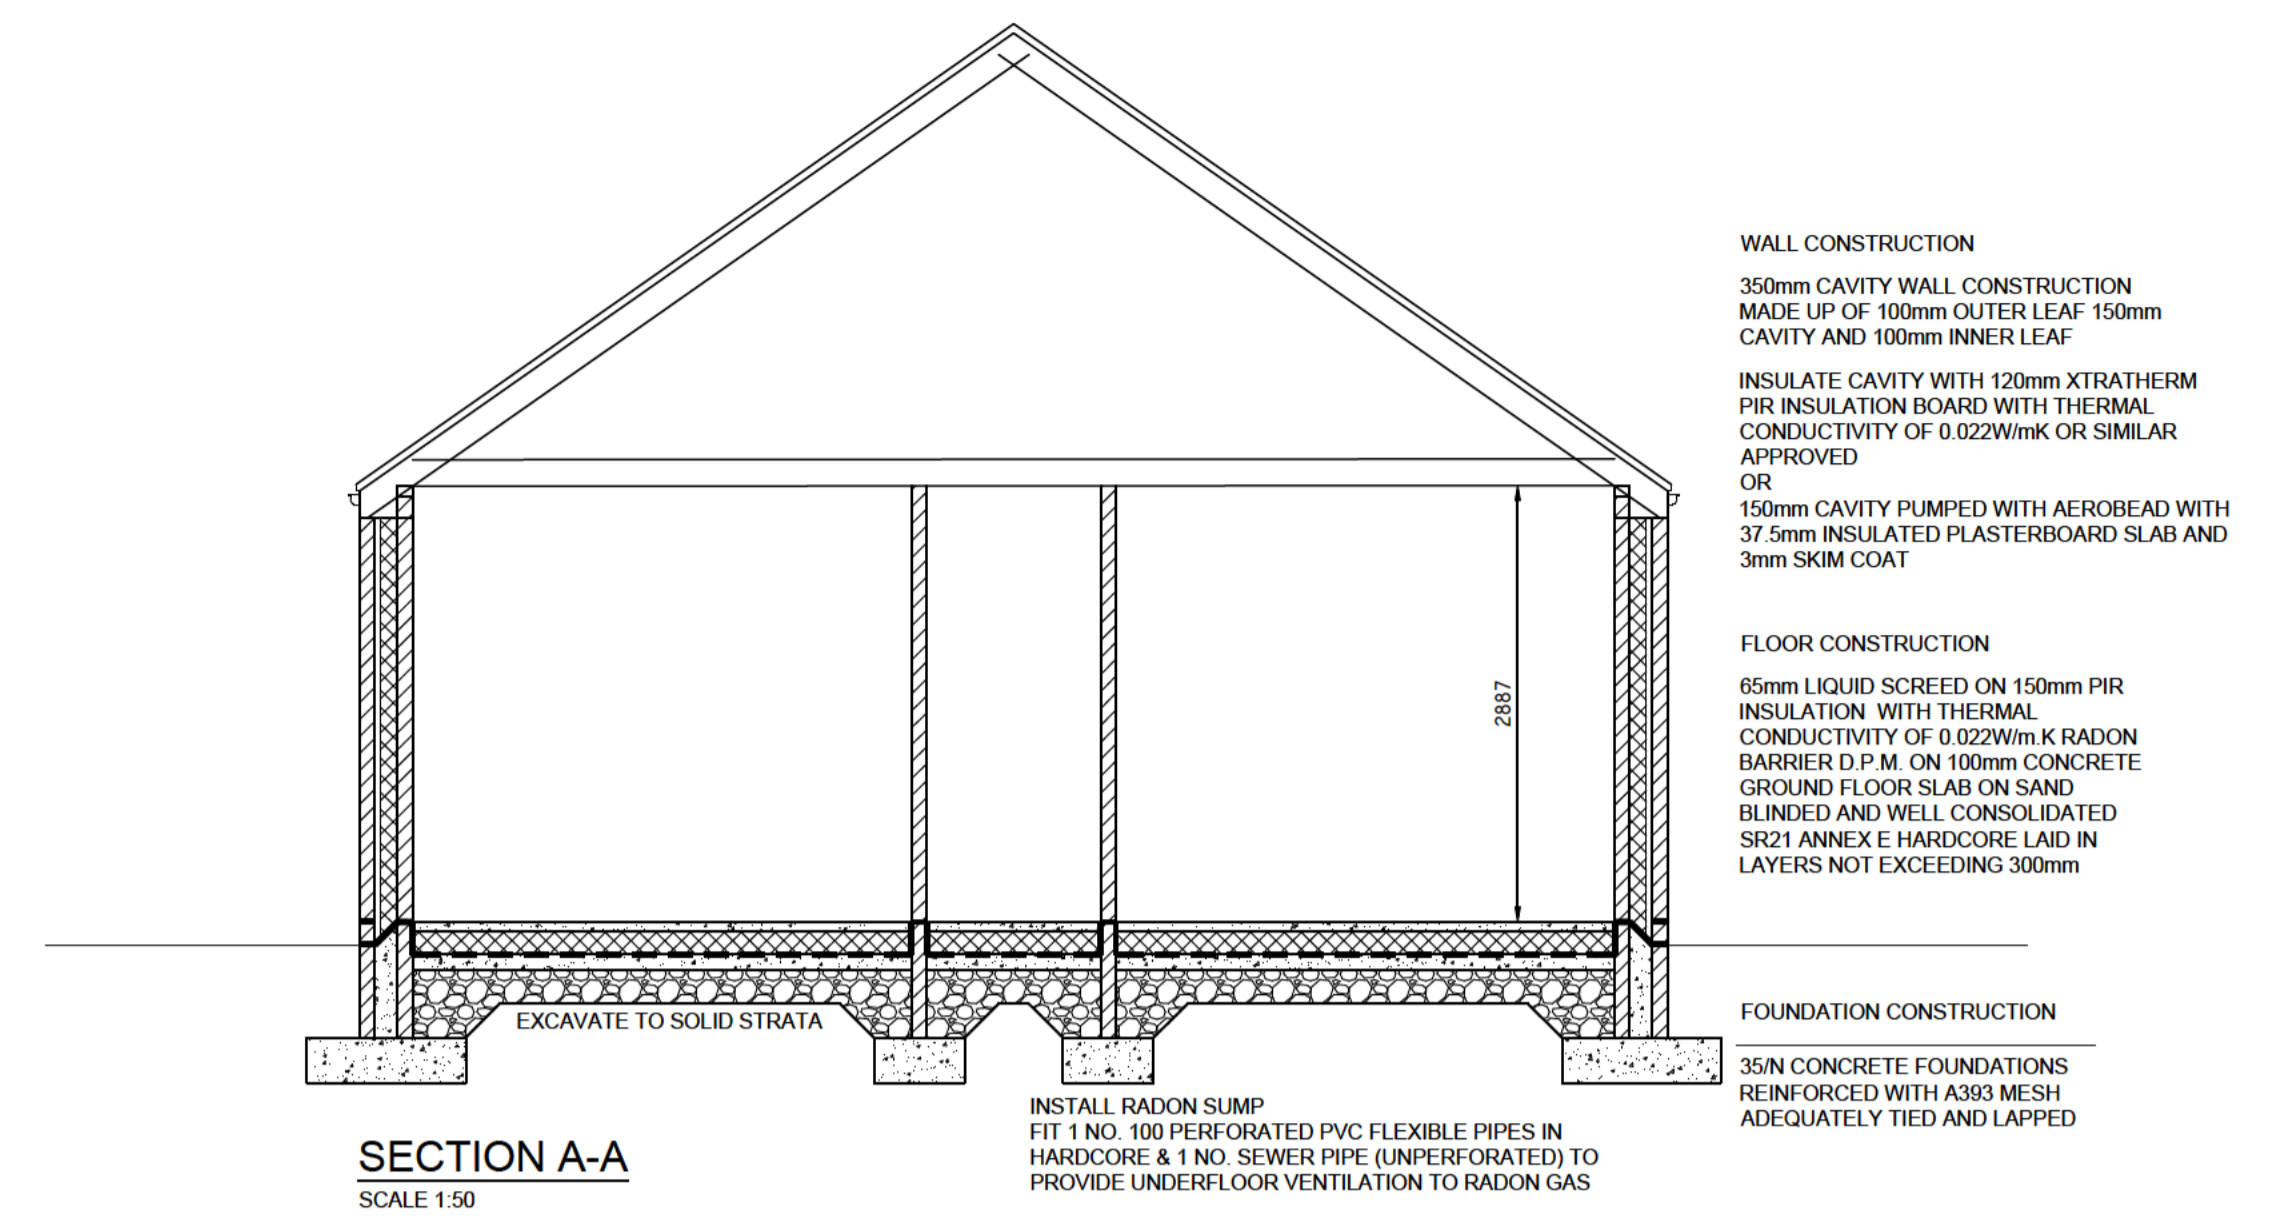 WALL CONSTRUCTION
350mm CAVITY WALL CONSTRUCTION
MADE UP OF 100mm OUTER LEAF 150mm
CAVITY AND 100mm INNER LEAF
INSULATE CAVITY WITH 120mm XTRATHERM
PIR INSULATION BOARD WITH THERMAL
CONDUCTIVITY OF 0.022W/mK OR SIMILAR
APPROVED
OR
150mm CAVITY PUMPED WITH AEROBEAD WITH
37.5mm INSULATED PLASTERBOARD SLAB AND
3mm SKIM COAT
FLOOR CONSTRUCTION
65mm LIQUID SCREED ON 150mm PIR
INSULATION WITH THERMAL
CONDUCTIVITY OF 0.022W/m.K RADON
BARRIER D.P.M. ON 100mm CONCRETE
GROUND FLOOR SLAB ON SAND
BLINDED AND WELL CONSOLIDATED
SR21 ANNEX E HARDCORE LAID IN
LAYERS NOT EXCEEDING 300mm
2887
EXCAVATE TO SOLID STRATA
FOUNDATION CONSTRUCTION
35/N CONCRETE FOUNDATIONS
REINFORCED WITH A393 MESH
ADEQUATELY TIED AND LAPPED
INSTALL RADON SUMP
FIT 1 NO. 100 PERFORATED PVC FLEXIBLE PIPES IN
HARDCORE & 1 NO. SEWER PIPE (UNPERFORATED) TO
PROVIDE UNDERFLOOR VENTILATION TO RADON GAS
SECTION A-A
SCALE 1:50